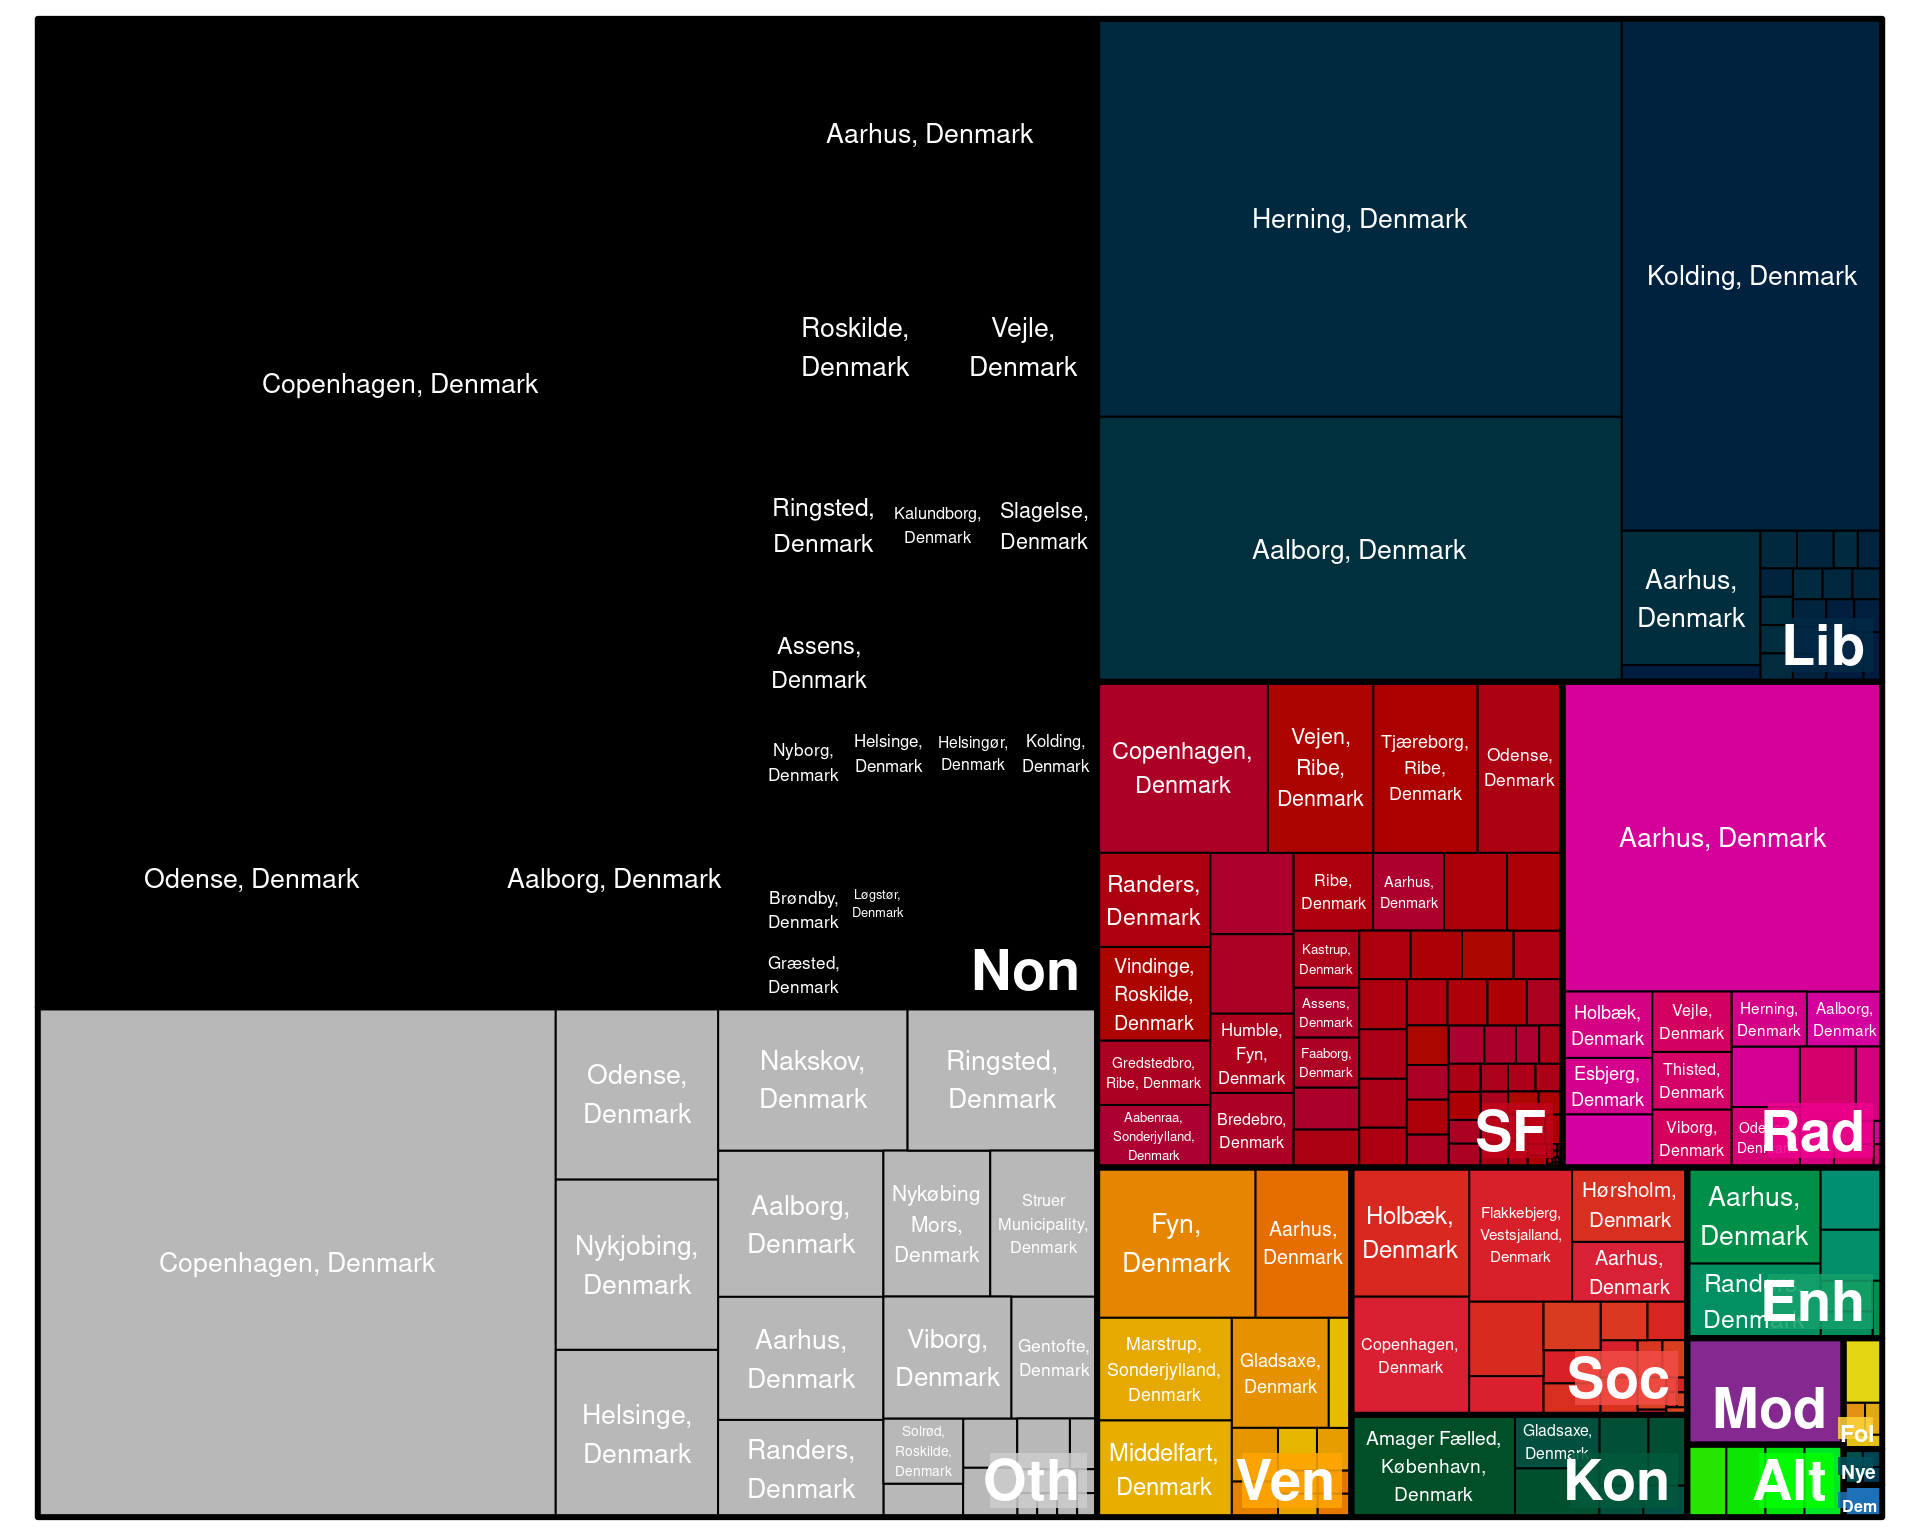 Aarhus, Denmark
Copenhagen, Denmark
Roskilde,
Denmark
Vejle,
Denmark
Ringsted,
Denmark
Kalundborg,
Denmark
Slagelse,
Denmark
Assens,
Denmark
Nyborg,
Denmark
Helsinge,
Denmark
Helsingør,
Denmark
Kolding,
Denmark
Odense, Denmark
Aalborg, Denmark
Brøndby,
Denmark
Løgstør,
Denmark
Græsted,
Denmark
Non
Copenhagen, Denmark
Odense,
Denmark
Nykjobing,
Denmark
Helsinge,
Denmark
Nakskov,
Denmark
Ringsted,
Denmark
Aalborg,
Denmark
Nykøbing
Mors,
Denmark
Struer
Municipality,
Denmark
Aarhus,
Denmark
Viborg,
Denmark
Gentofte,
Denmark
Randers,
Denmark
Solrød,
Roskilde,
Denmark
Oth
Herning, Denmark
Kolding, Denmark
Aalborg, Denmark
Aarhus,
Denmark
Lib
Copenhagen,
Denmark
Vejen,
Ribe,
Denmark
Tjæreborg,
Ribe,
Denmark
Odense,
Denmark
Randers,
Denmark
Ribe,
Denmark
Aarhus,
Denmark
Vindinge,
Roskilde,
Denmark
Kastrup,
Denmark
Assens,
Denmark
Humble,
Fyn,
Denmark
Faaborg,
Denmark
Gredstedbro,
Ribe, Denmark
Aabenraa,
Sonderjylland,
Denmark
Bredebro,
Denmark
SF
Aarhus, Denmark
Holbæk,
Denmark
Vejle,
Denmark
Herning,
Denmark
Aalborg,
Denmark
Esbjerg,
Denmark
Thisted,
Denmark
Viborg,
Denmark
Rad
Fyn,
Denmark
Aarhus,
Denmark
Marstrup,
Sonderjylland,
Denmark
Gladsaxe,
Denmark
Middelfart,
Denmark
Ven
Holbæk,
Denmark
Flakkebjerg,
Vestsjalland,
Denmark
Hørsholm,
Denmark
Aarhus,
Denmark
Copenhagen,
Denmark
Soc
Amager Fælled,
København,
Denmark
Gladsaxe,
Denmark
Kon
Aarhus,
Denmark
Randers,
Denmark
Enh
Mod
Fol
Alt
Nye
Dem